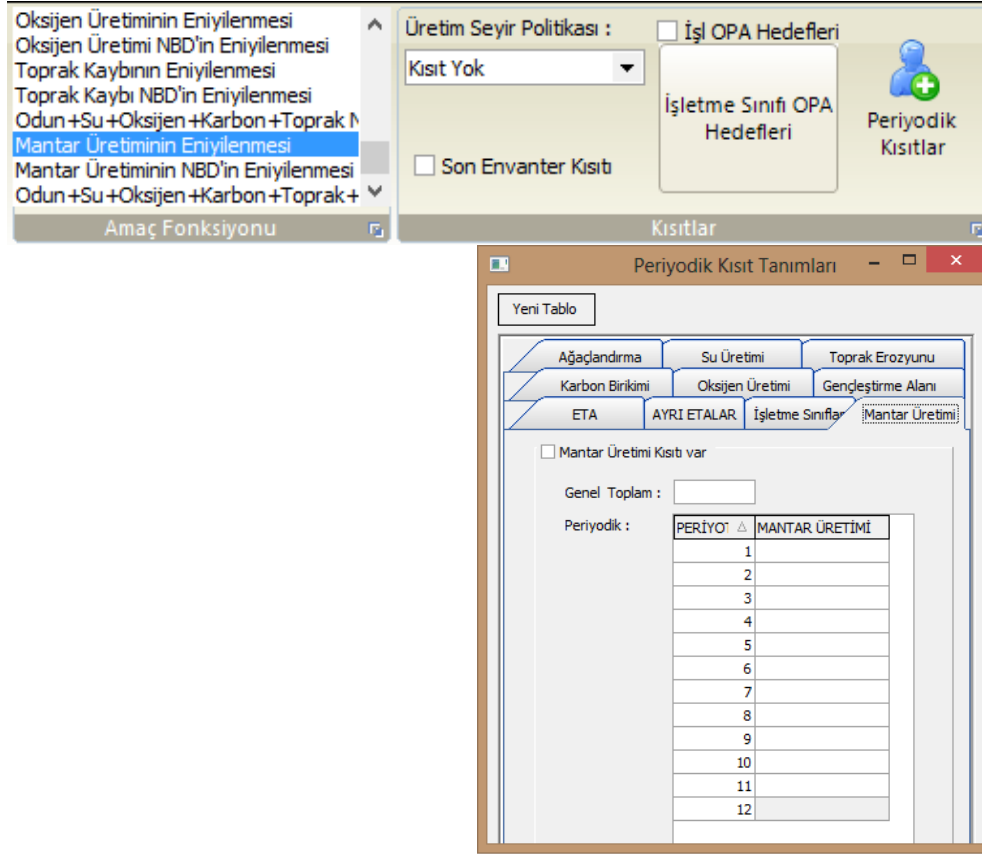 Oksijen Üretiminin Eniyilenmesi
Oksijen Üretimi NBD'in Eniyilenmesi
Toprak Kaybının Eniyilenmesi
Toprak Kaybı NBD'in Eniyilenmesi
Odun+Su+Oksijen+Karbon+Toprak N
Mantar Üretiminin Eniyilenmesi
Mantar Üretiminin NBD'in Eniyilenmesi
Odun+Su+Oksijen+Karbon+Toprak+
Amaç Fonksiyonu
Üretim Seyir Politikası :
Kısıt Yok
Son Envanter Kısıtı
İşl OPA Hedefleri
İşletme Sınıfı OPA
Hedefleri
Periyodik
Kısıtlar
Kısıtlar
Periyodik Kısıt Tanımları
Yeni Tablo
Ağaçlandırma Su Üretimi Toprak Erozyunu
Karbon Birikimi Oksijen Üretimi Gençleştirme Alanı
ETA AYRI ETALAR İşletme Sınıflar Mantar Üretimi
Mantar Üretimi Kısıtı var
Genel Toplam :
Periyodik :
PERİYOT MANTAR ÜRETİMİ
1
2
3
4
5
6
7
8
9
10
11
12